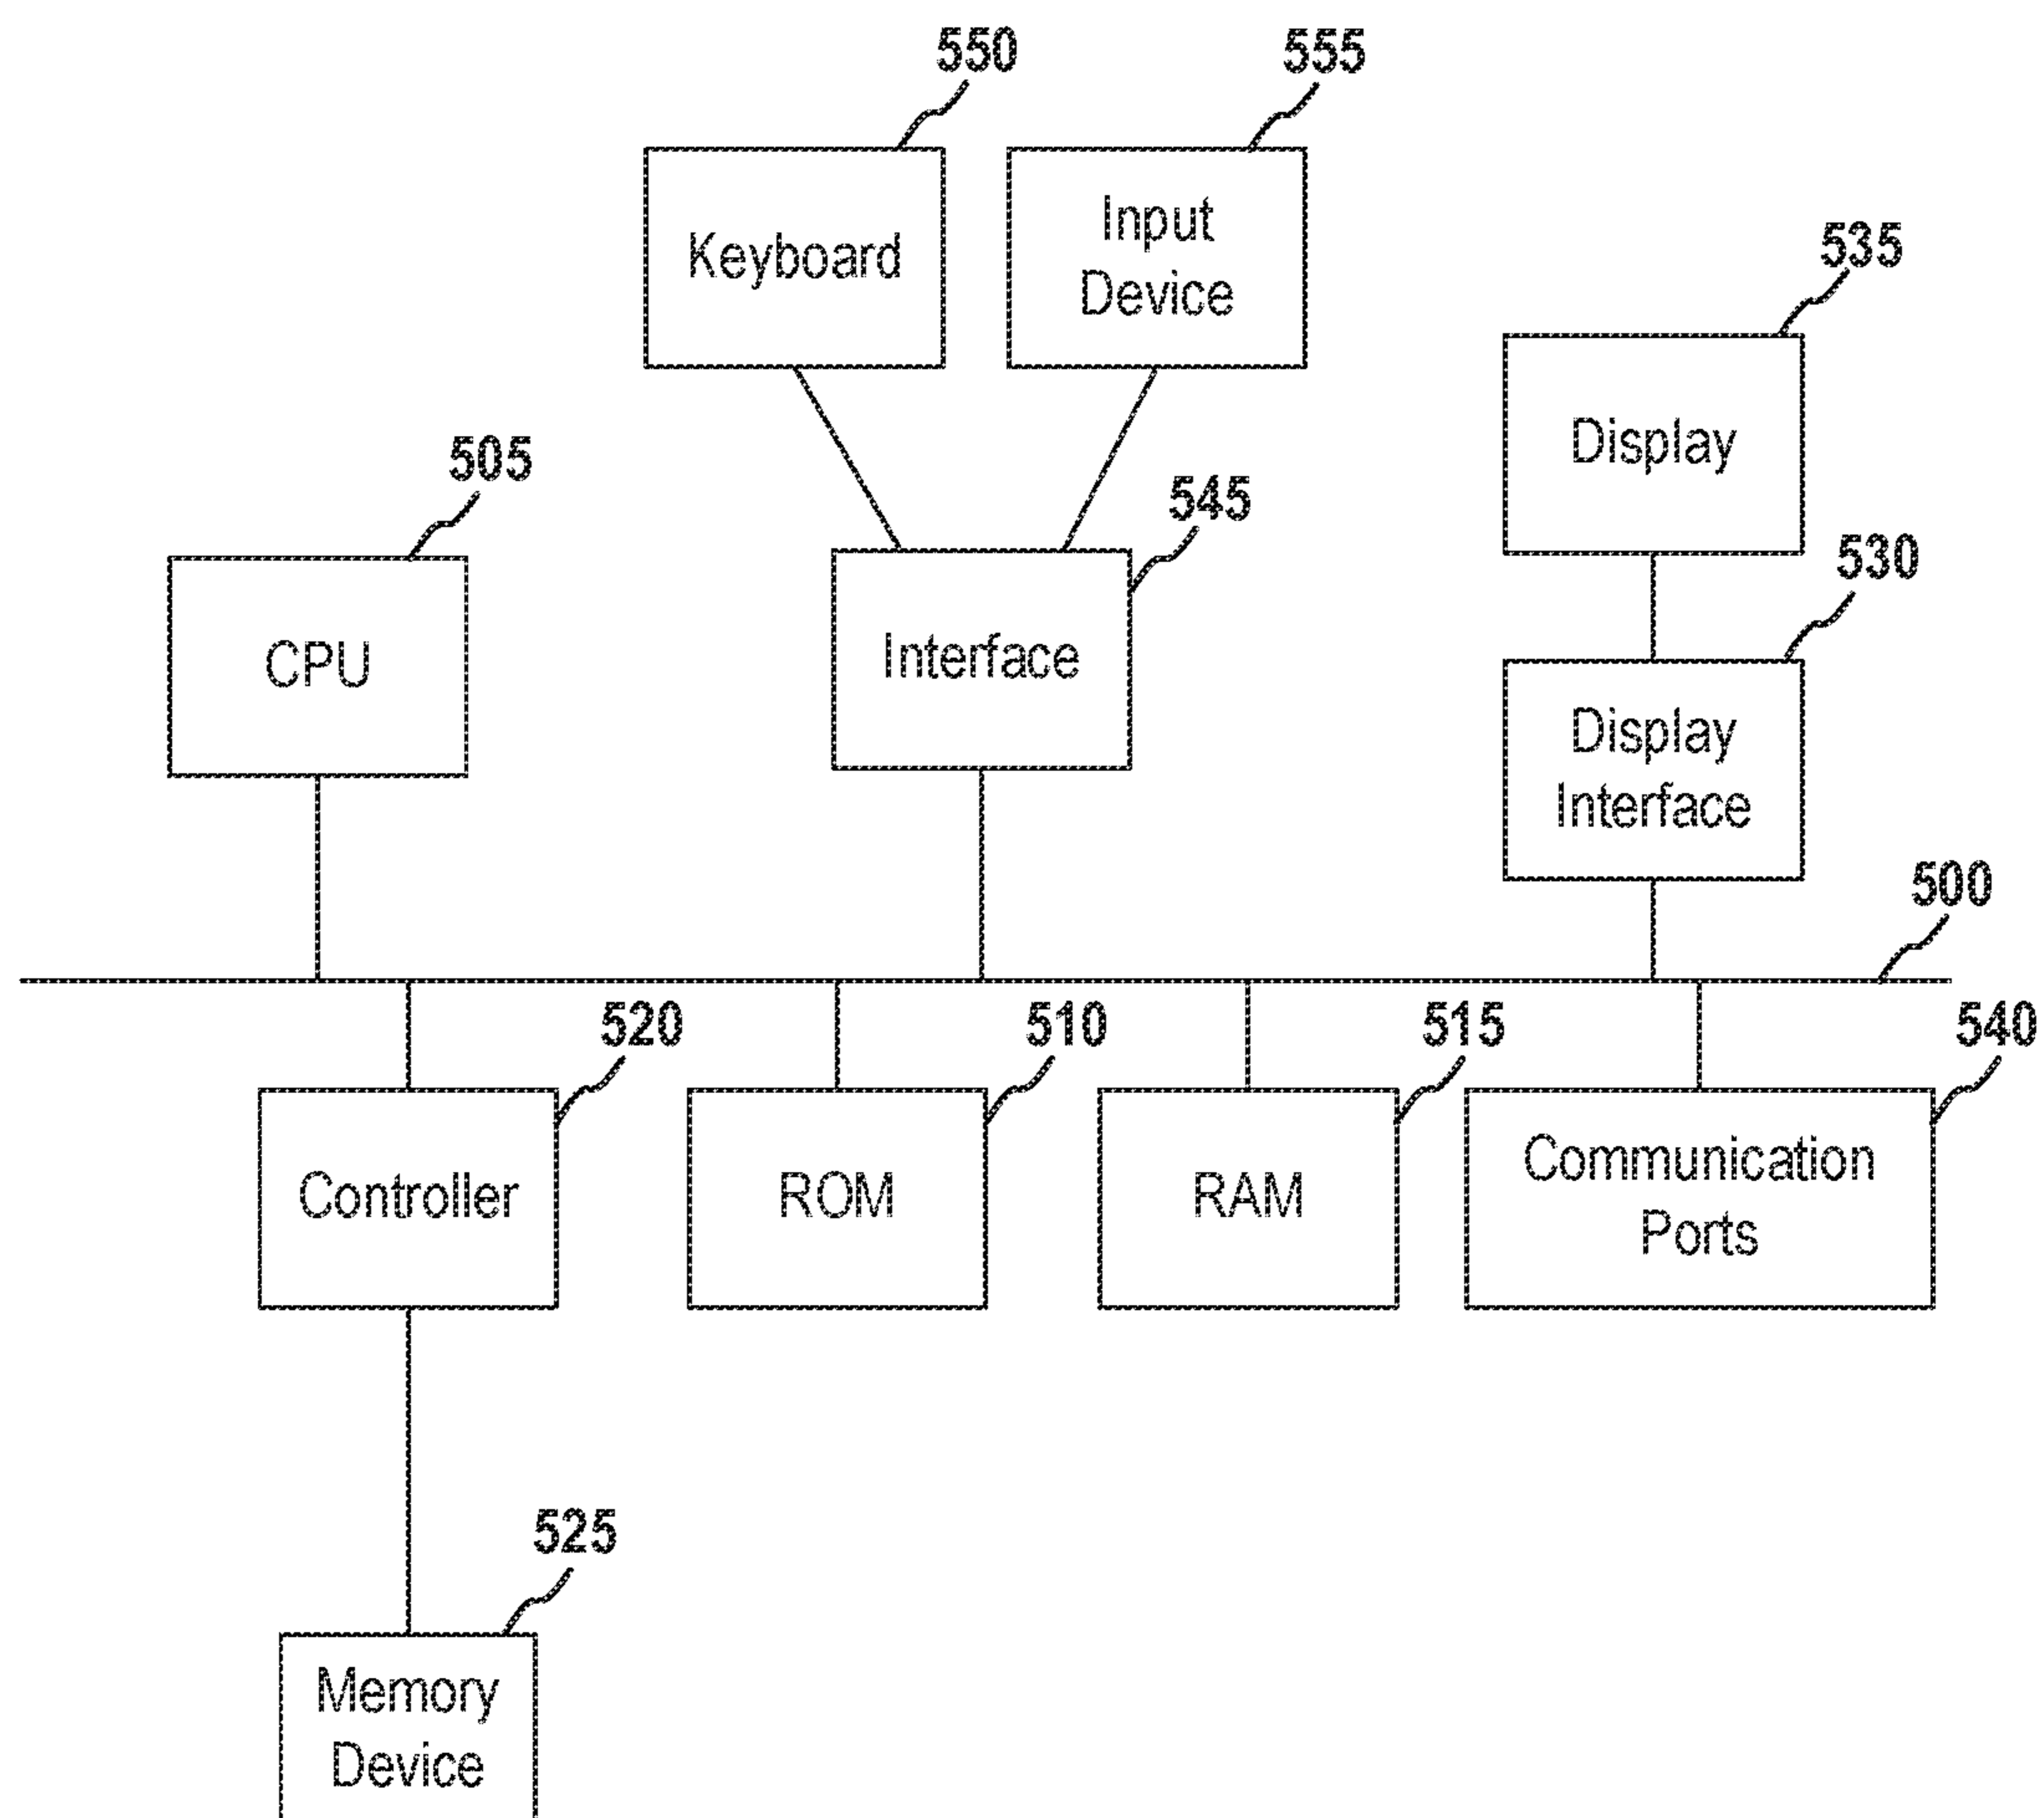 550
555
Keyboard
Input
Device
535
Display
505
545
530
CPU
Interface
Display
Interface
500
520
510
515
540
Controller
ROM
RAM
Communication
Ports
525
Memory
Device